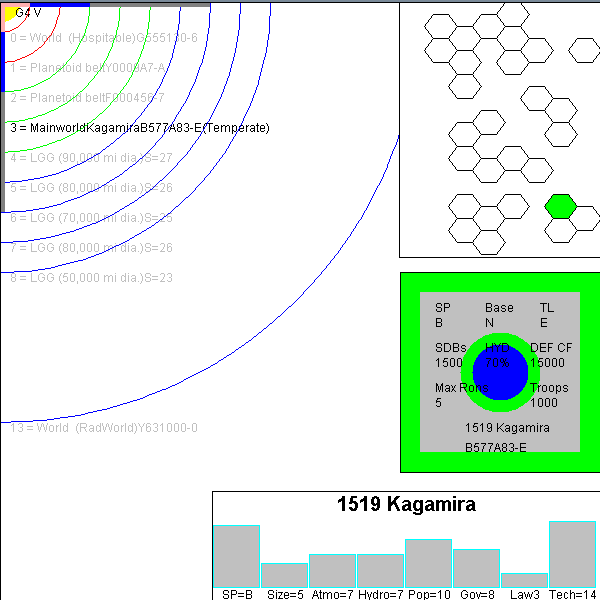 G4 V
0 = World  (Hospitable)G555150-6
1 = Planetoid beltY0000A7-A
2 = Planetoid beltF000456-7
3 = MainworldKagamiraB577A83-E(Temperate)
4 = LGG (90,000 mi dia.)S=27
5 = LGG (80,000 mi dia.)S=26
6 = LGG (70,000 mi dia.)S=25
7 = LGG (80,000 mi dia.)S=26
8 = LGG (50,000 mi dia.)S=23
13 = World  (RadWorld)Y631000-0
SP Base TL
B N E
SDBs HYD DEF CF
1500 70% 15000
Max Rons Troops
5 1000
1519 Kagamira
B577A83-E
1519 Kagamira
SP=B Size=5 Atmo=7 Hydro=7 Pop=10 Gov=8 Law3 Tech=14